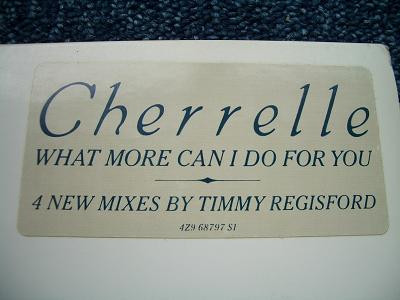 Cherrelle
WHAT MORE CAN I DO FOR YOU
4 NEW MIXES BY TIMMY REGISFORD
4Z9 68797 S1